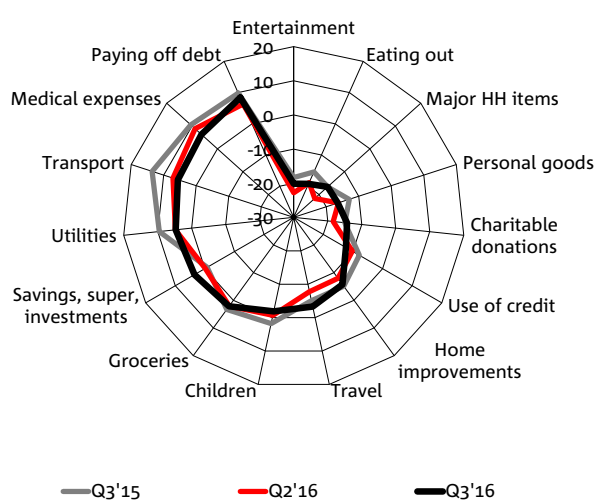 Entertainment
20
10
0
-10
-20
-30
Eating out
Major HH items
Personal goods
Charitable
donations
Use of credit
Home
improvements
Travel
Children
Groceries
Savings, super,
investments
Utilities
Transport
Medical expenses
Paying off debt
Q3'15
Q2'16
Q3'16